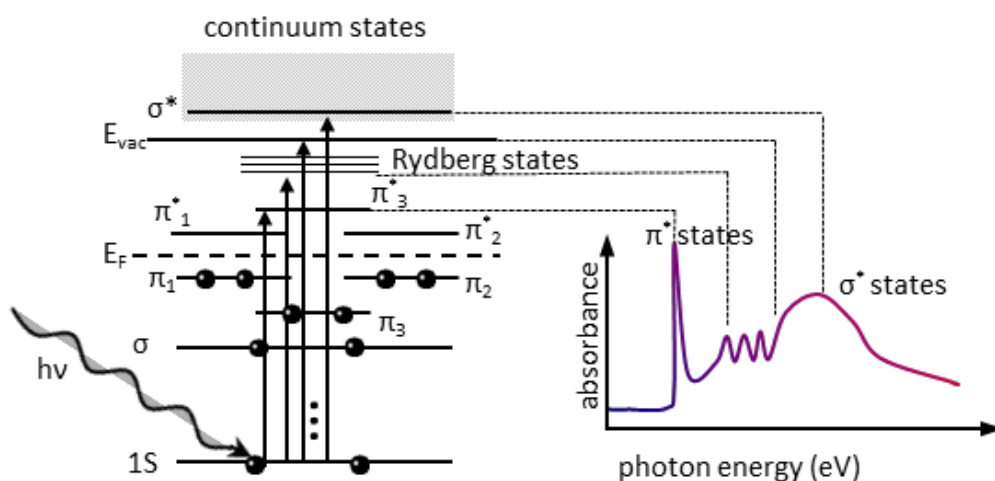 continuum states
σ*
E_vac
Rydberg states
π*_3
π*_1
π*_2
E_F
π_1
π_2
π_3
σ
hν
1S
π* states
σ* states
absorbance
photon energy (eV)